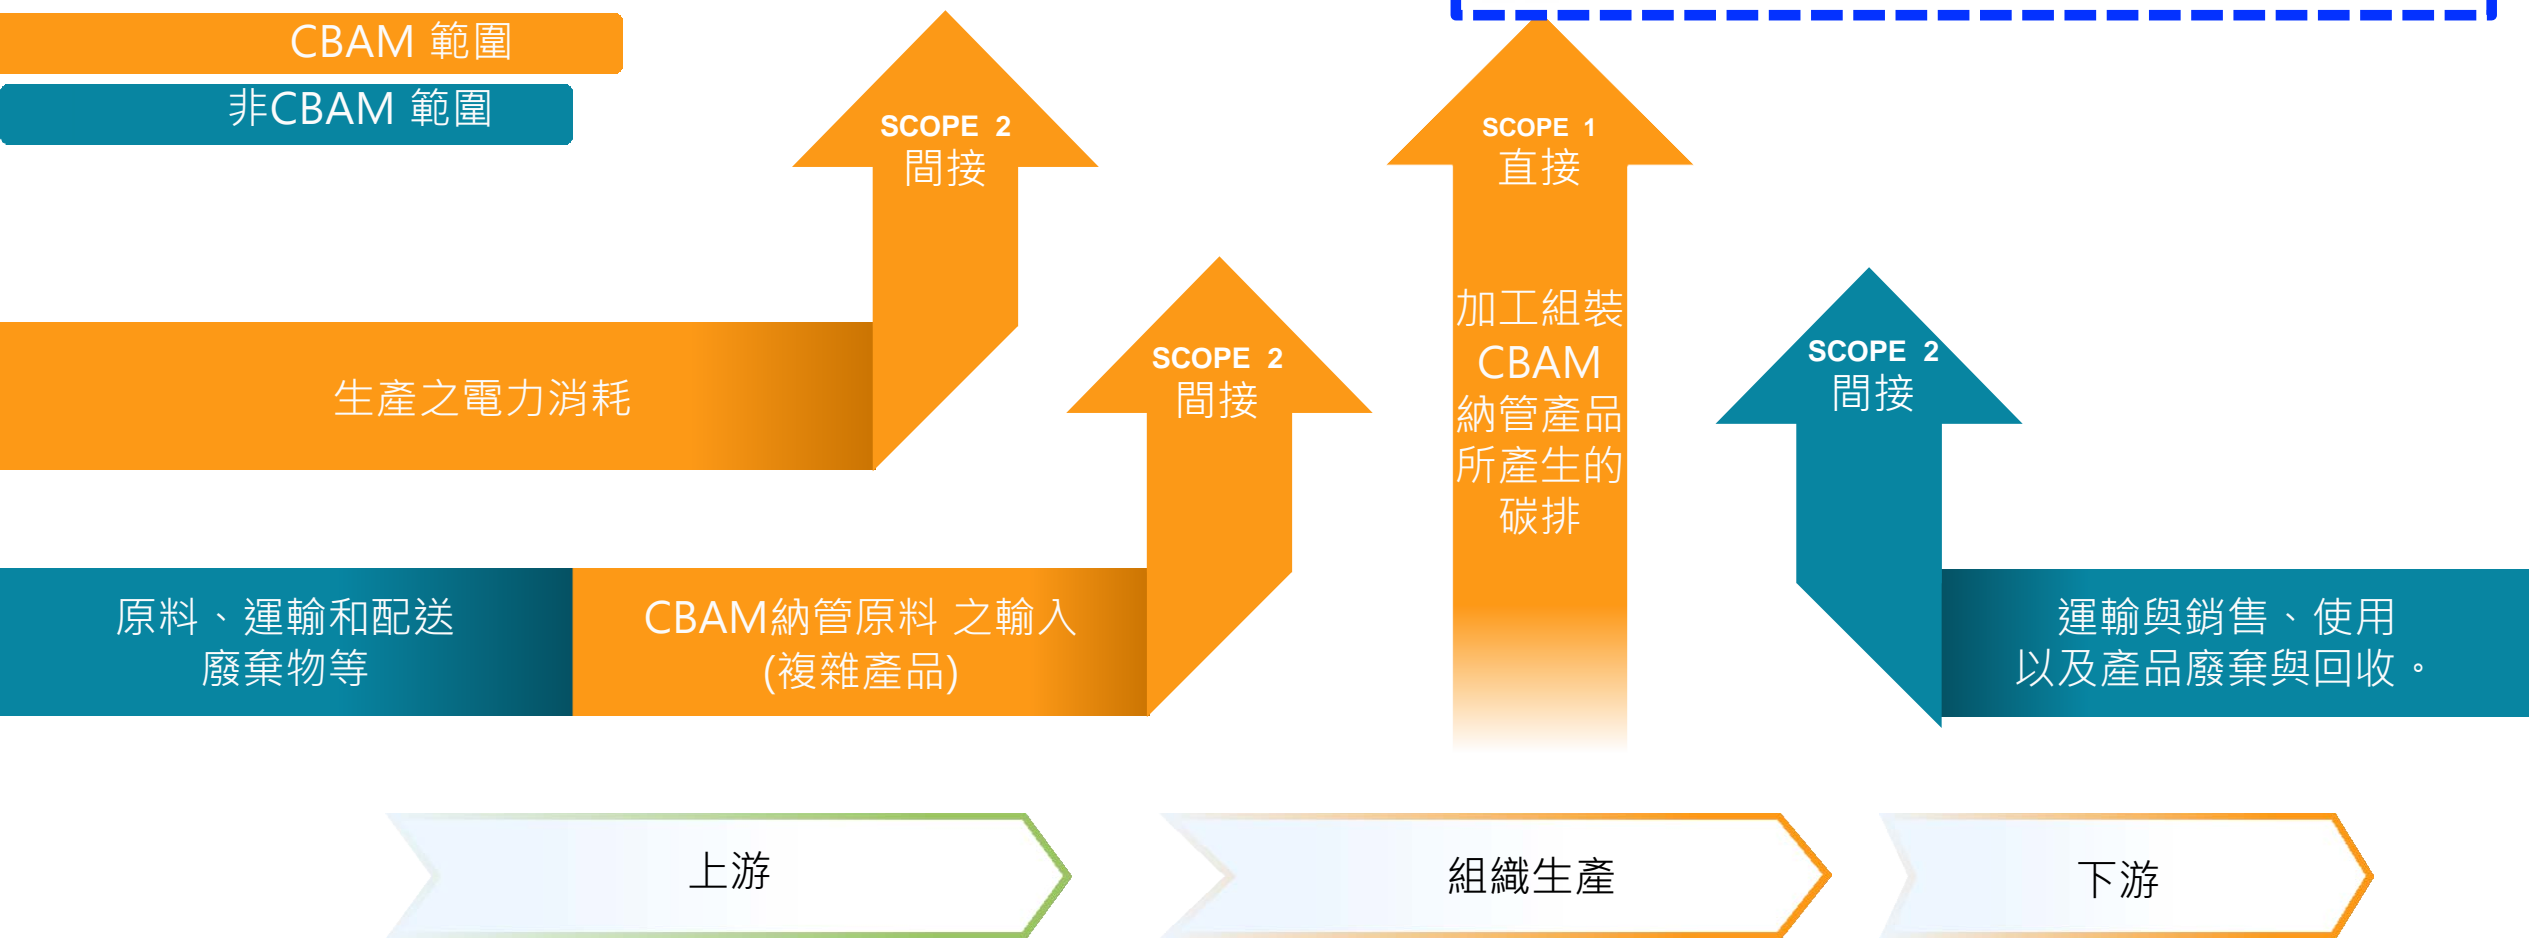 CBAM 範圍
非CBAM 範圍
SCOPE 2
間接
SCOPE 1
直接
生產之電力消耗
SCOPE 2
間接
加工組裝
CBAM
納管產品
所產生的
碳排
SCOPE 2
間接
原料、運輸和配送
廢棄物等
CBAM納管原料 之輸入
(複雜產品)
運輸與銷售、使用
以及產品廢棄與回收。
上游
組織生產
下游